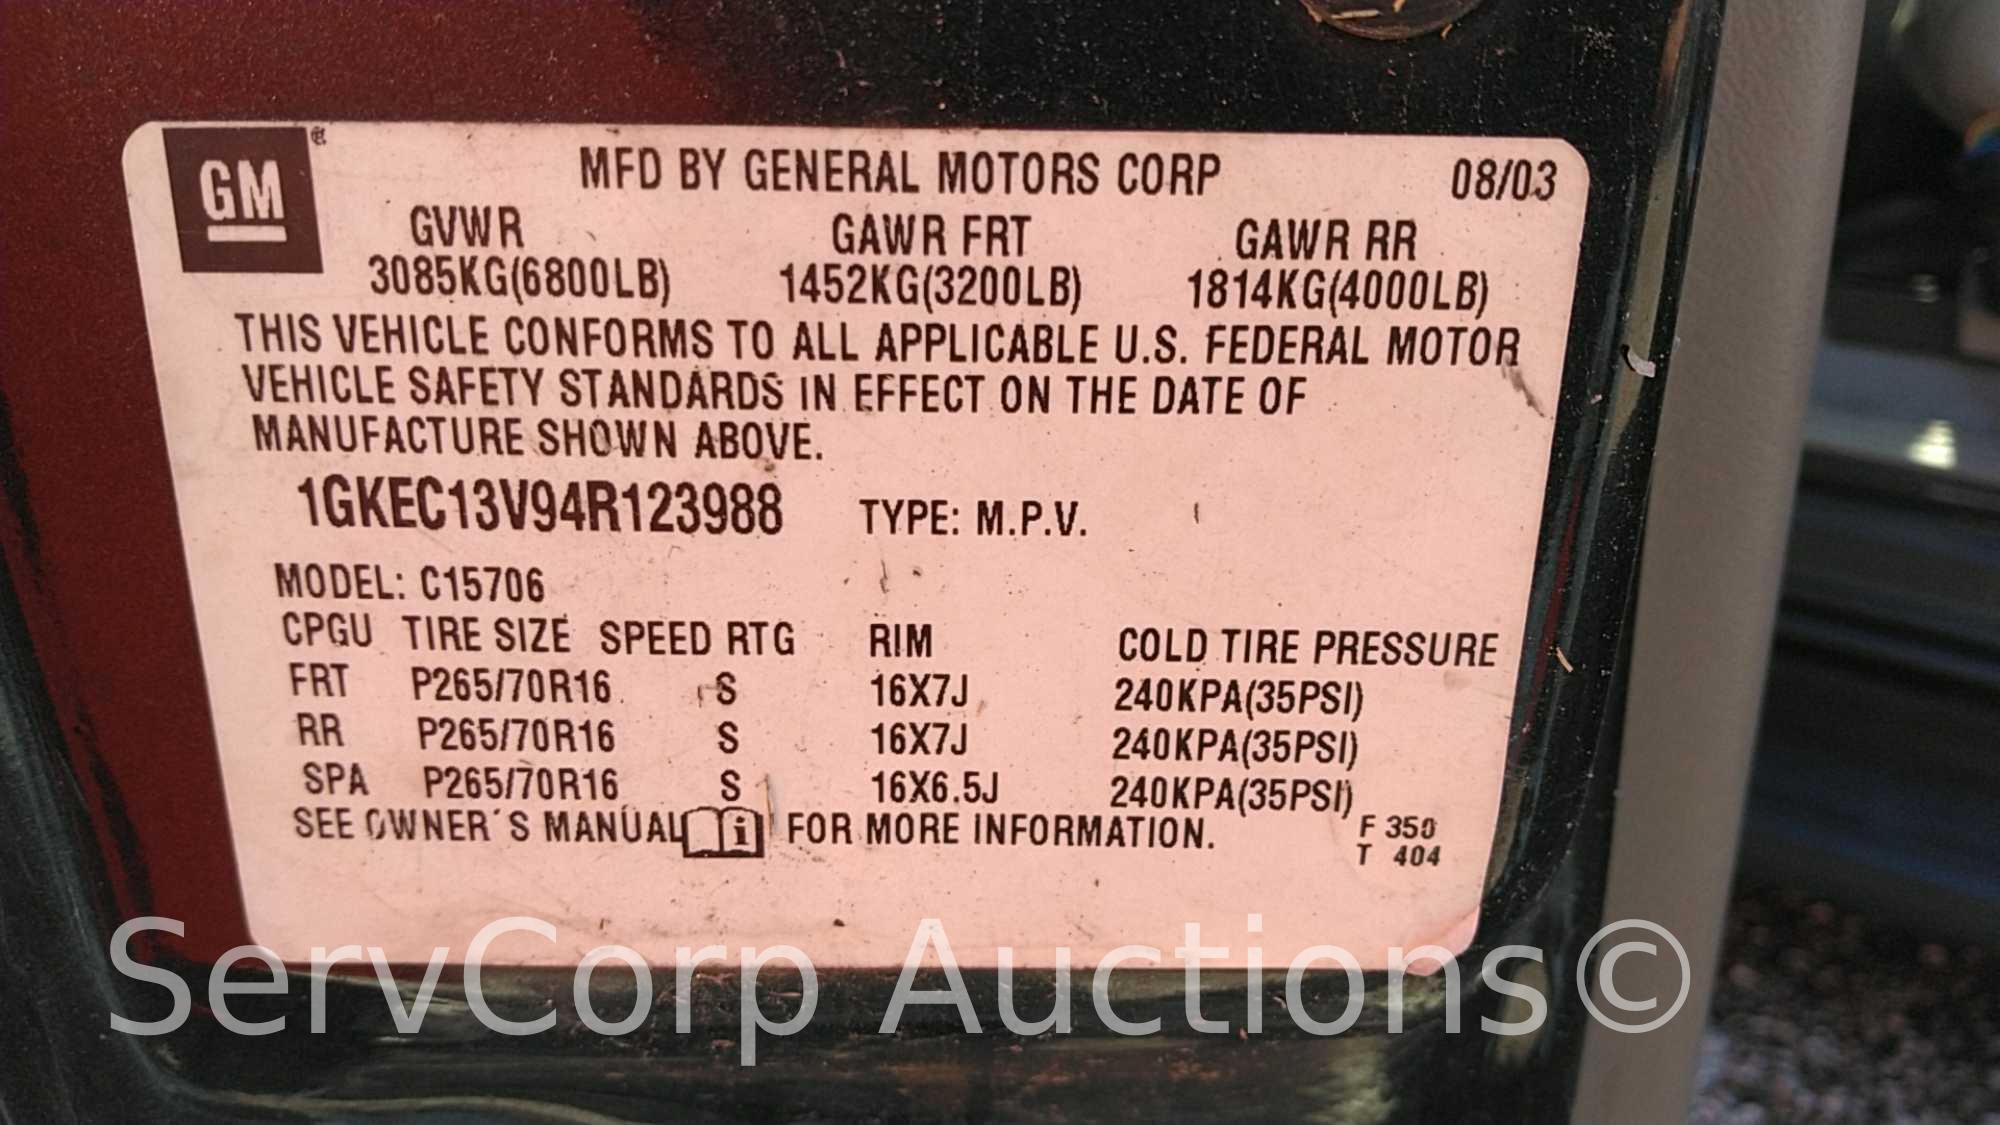 GM®
MFD BY GENERAL MOTORS CORP 08/03
GVWR GAWR FRT GAWR RR
3085KG(6800LB) 1452KG(3200LB) 1814KG(4000LB)
THIS VEHICLE CONFORMS TO ALL APPLICABLE U.S. FEDERAL MOTOR
VEHICLE SAFETY STANDARDS IN EFFECT ON THE DATE OF
MANUFACTURE SHOWN ABOVE.
1GKEC13V94R123988 TYPE: M.P.V.
MODEL: C15706
CPGU TIRE SIZE SPEED RTG RIM COLD TIRE PRESSURE
FRT P265/70R16 S 16X7J 240KPA(35PSI)
RR P265/70R16 S 16X7J 240KPA(35PSI)
SPA P265/70R16 S 16X6.5J 240KPA(35PSI)
SEE OWNER´S MANUAL i FOR MORE INFORMATION.
F 350
T 404
ServCorp Auctions©